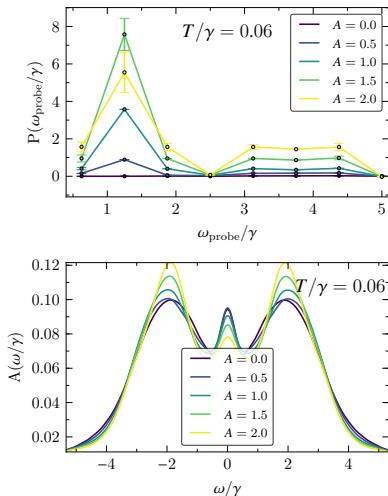 T/γ = 0.06
A = 0.0
A = 0.5
A = 1.0
A = 1.5
A = 2.0
P(ω_probe/γ)
8
6
4
2
0
1 2 3 4 5
ω_probe/γ
T/γ = 0.06
A = 0.0
A = 0.5
A = 1.0
A = 1.5
A = 2.0
A(ω/γ)
0.12
0.10
0.08
0.06
0.04
0.02
−4 −2 0 2 4
ω/γ